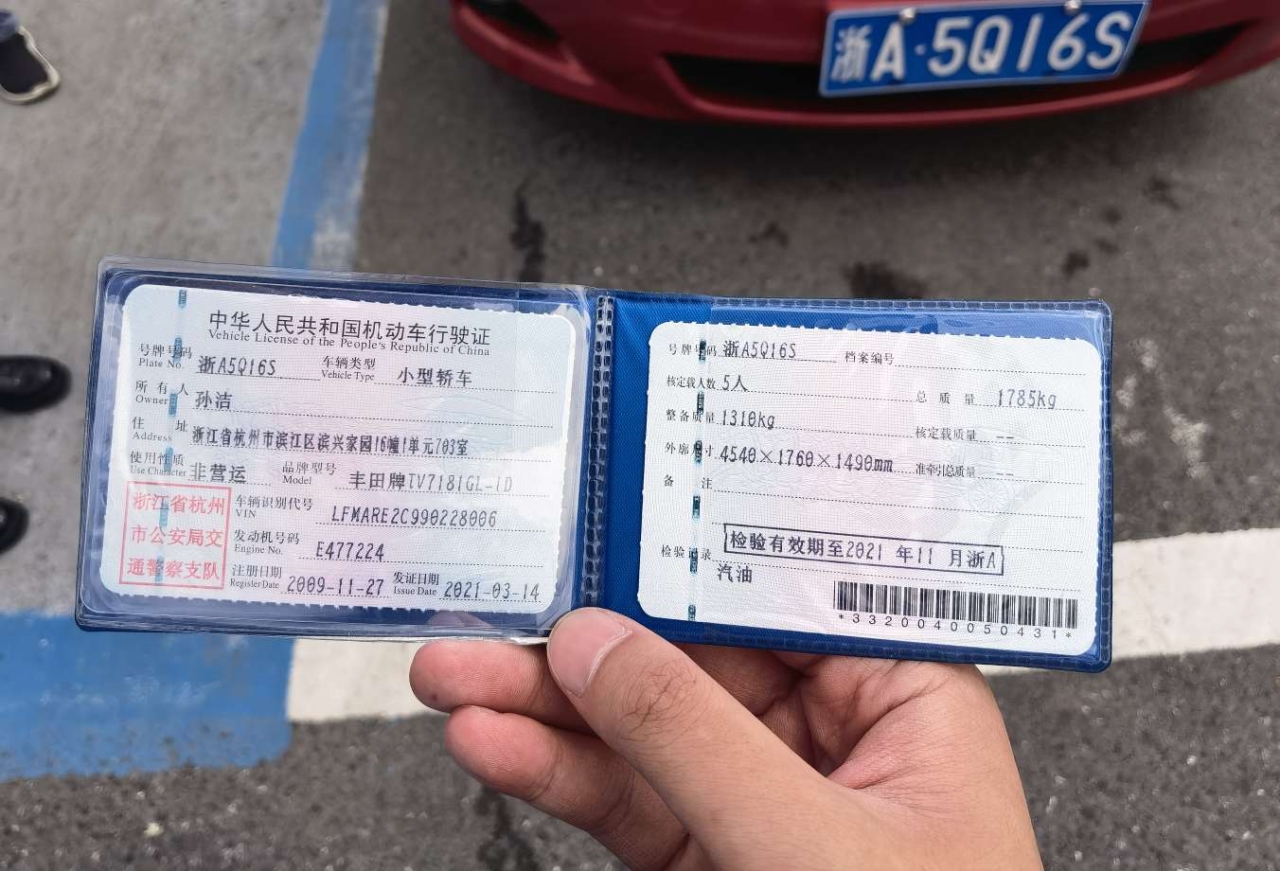 浙A·5Q16S
中华人民共和国机动车行驶证
Vehicle License of the People's Republic of China
号牌号码 浙A5Q16S 车辆类型 小型轿车
Plate No. Vehicle Type
所有人 孙洁
Owner
住址 浙江省杭州市滨江区滨兴家园16幢1单元703室
Address
使用性质 非营运 品牌型号 丰田牌TV7181GL-ID
Use Character Model
浙江省杭州
市公安局交
通警察支队
车辆识别代号 LFMARE2C990228006
VIN
发动机号码 E477224
Engine No.
注册日期 2009-11-27 发证日期 2021-03-14
Register Date Issue Date
号牌号码 浙A5Q16S 档案编号
核定载人数 5人 总质量 1785kg
整备质量 1310kg 核定载质量 --
外廓尺寸 4540×1760×1490mm 准牵引总质量 --
备注
检验记录 检验有效期至2021年11月浙A
汽油
*3320040050431*